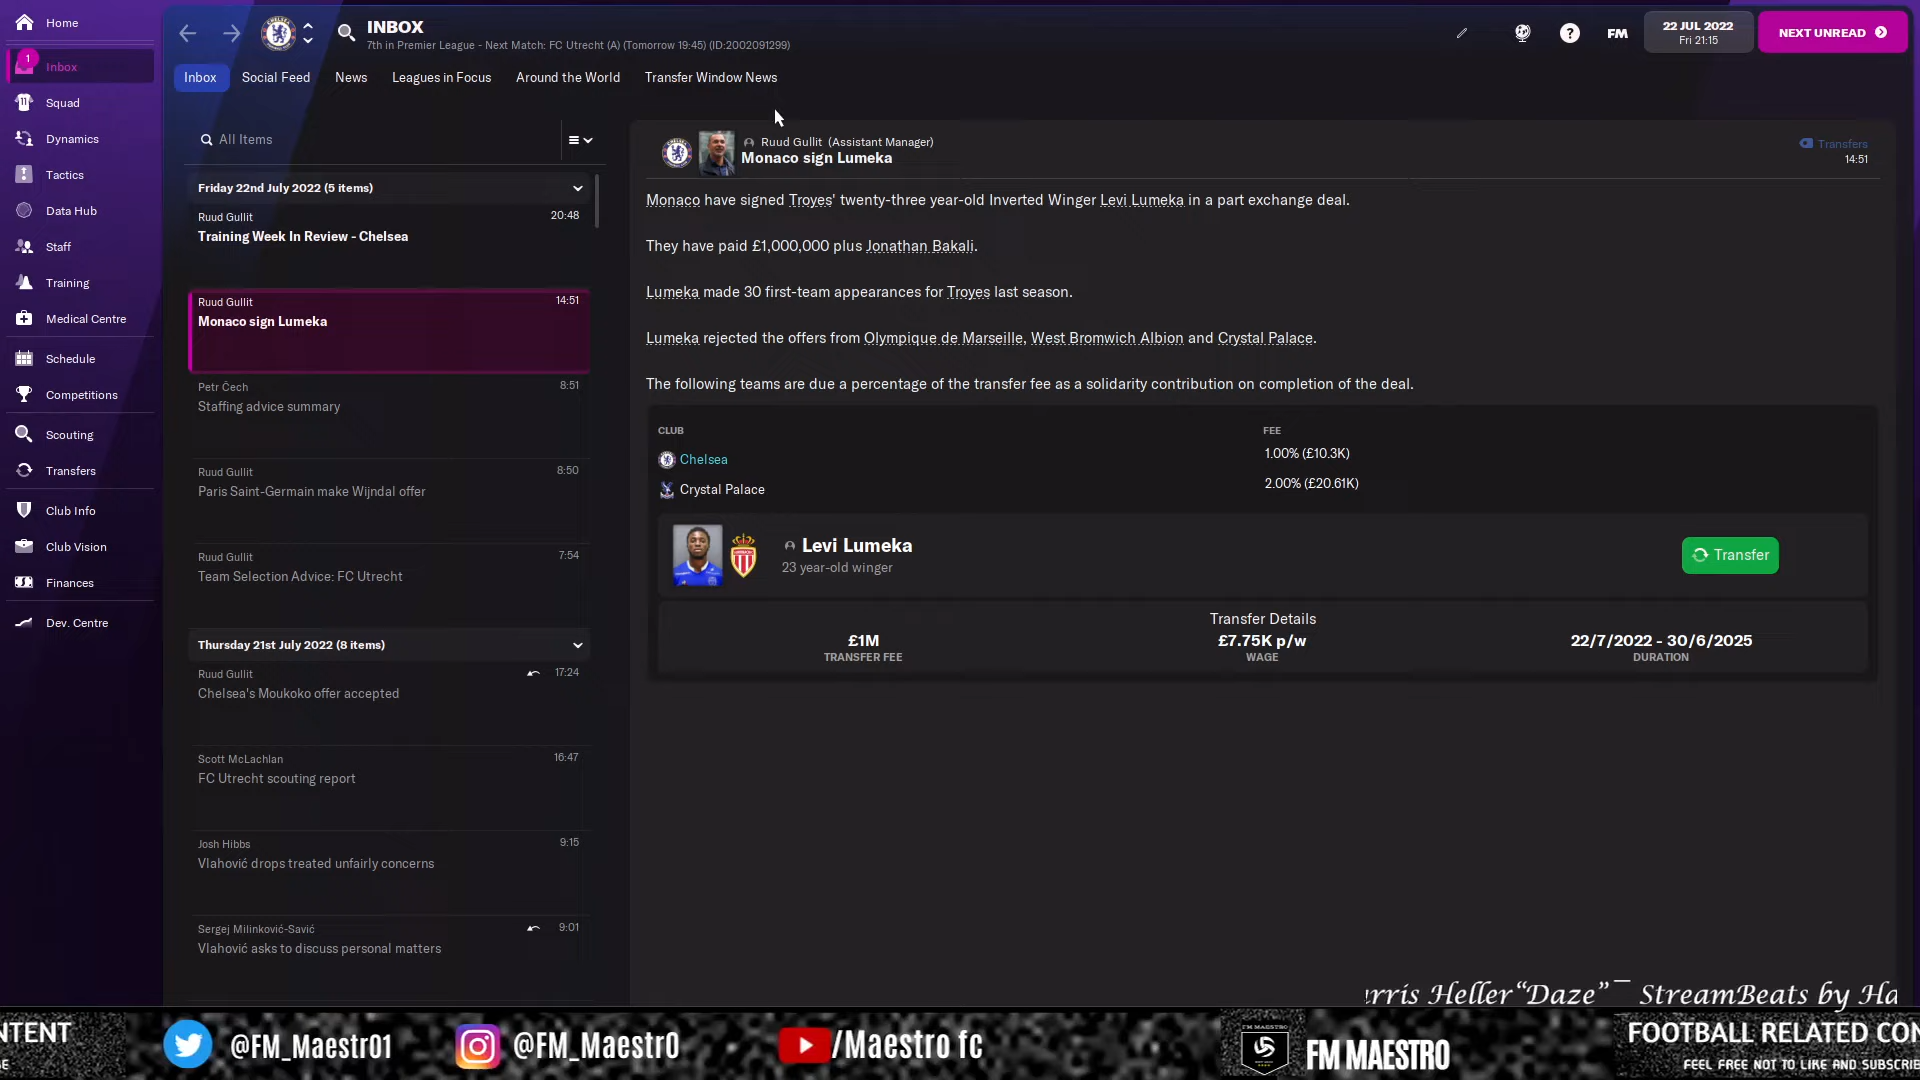 Home
1
Inbox
Squad
Dynamics
Tactics
Data Hub
Staff
Training
Medical Centre
Schedule
Competitions
Scouting
Transfers
Club Info
Club Vision
Finances
Dev. Centre
INBOX
7th in Premier League - Next Match: FC Utrecht (A) (Tomorrow 19:45) (ID:2002091299)
FM
22 JUL 2022
Fri 21:15
NEXT UNREAD
Inbox Social Feed News Leagues in Focus Around the World Transfer Window News
All Items
Friday 22nd July 2022 (5 items)
Ruud Gullit 20:48
Training Week In Review - Chelsea
Ruud Gullit 14:51
Monaco sign Lumeka
Petr Čech 8:51
Staffing advice summary
Ruud Gullit 8:50
Paris Saint-Germain make Wijndal offer
Ruud Gullit 7:54
Team Selection Advice: FC Utrecht
Thursday 21st July 2022 (8 items)
Ruud Gullit 17:24
Chelsea's Moukoko offer accepted
Scott McLachlan 16:47
FC Utrecht scouting report
Josh Hibbs 9:15
Vlahović drops treated unfairly concerns
Sergej Milinković-Savić 9:01
Vlahović asks to discuss personal matters
Ruud Gullit (Assistant Manager)
Monaco sign Lumeka
Transfers
14:51
Monaco have signed Troyes' twenty-three year-old Inverted Winger Levi Lumeka in a part exchange deal.
They have paid £1,000,000 plus Jonathan Bakali.
Lumeka made 30 first-team appearances for Troyes last season.
Lumeka rejected the offers from Olympique de Marseille, West Bromwich Albion and Crystal Palace.
The following teams are due a percentage of the transfer fee as a solidarity contribution on completion of the deal.
CLUB FEE
Chelsea 1.00% (£10.3K)
Crystal Palace 2.00% (£20.61K)
Levi Lumeka
23 year-old winger
Transfer
Transfer Details
£1M £7.75K p/w 22/7/2022 - 30/6/2025
TRANSFER FEE WAGE DURATION
rris Heller "Daze" - StreamBeats by Ha
NTENT
@FM_Maestr01
@FM_Maestr0
/Maestro fc
FM MAESTRO
FM MAESTRO
FOOTBALL RELATED CON
FEEL FREE NOT TO LIKE AND SUBSCRIBE